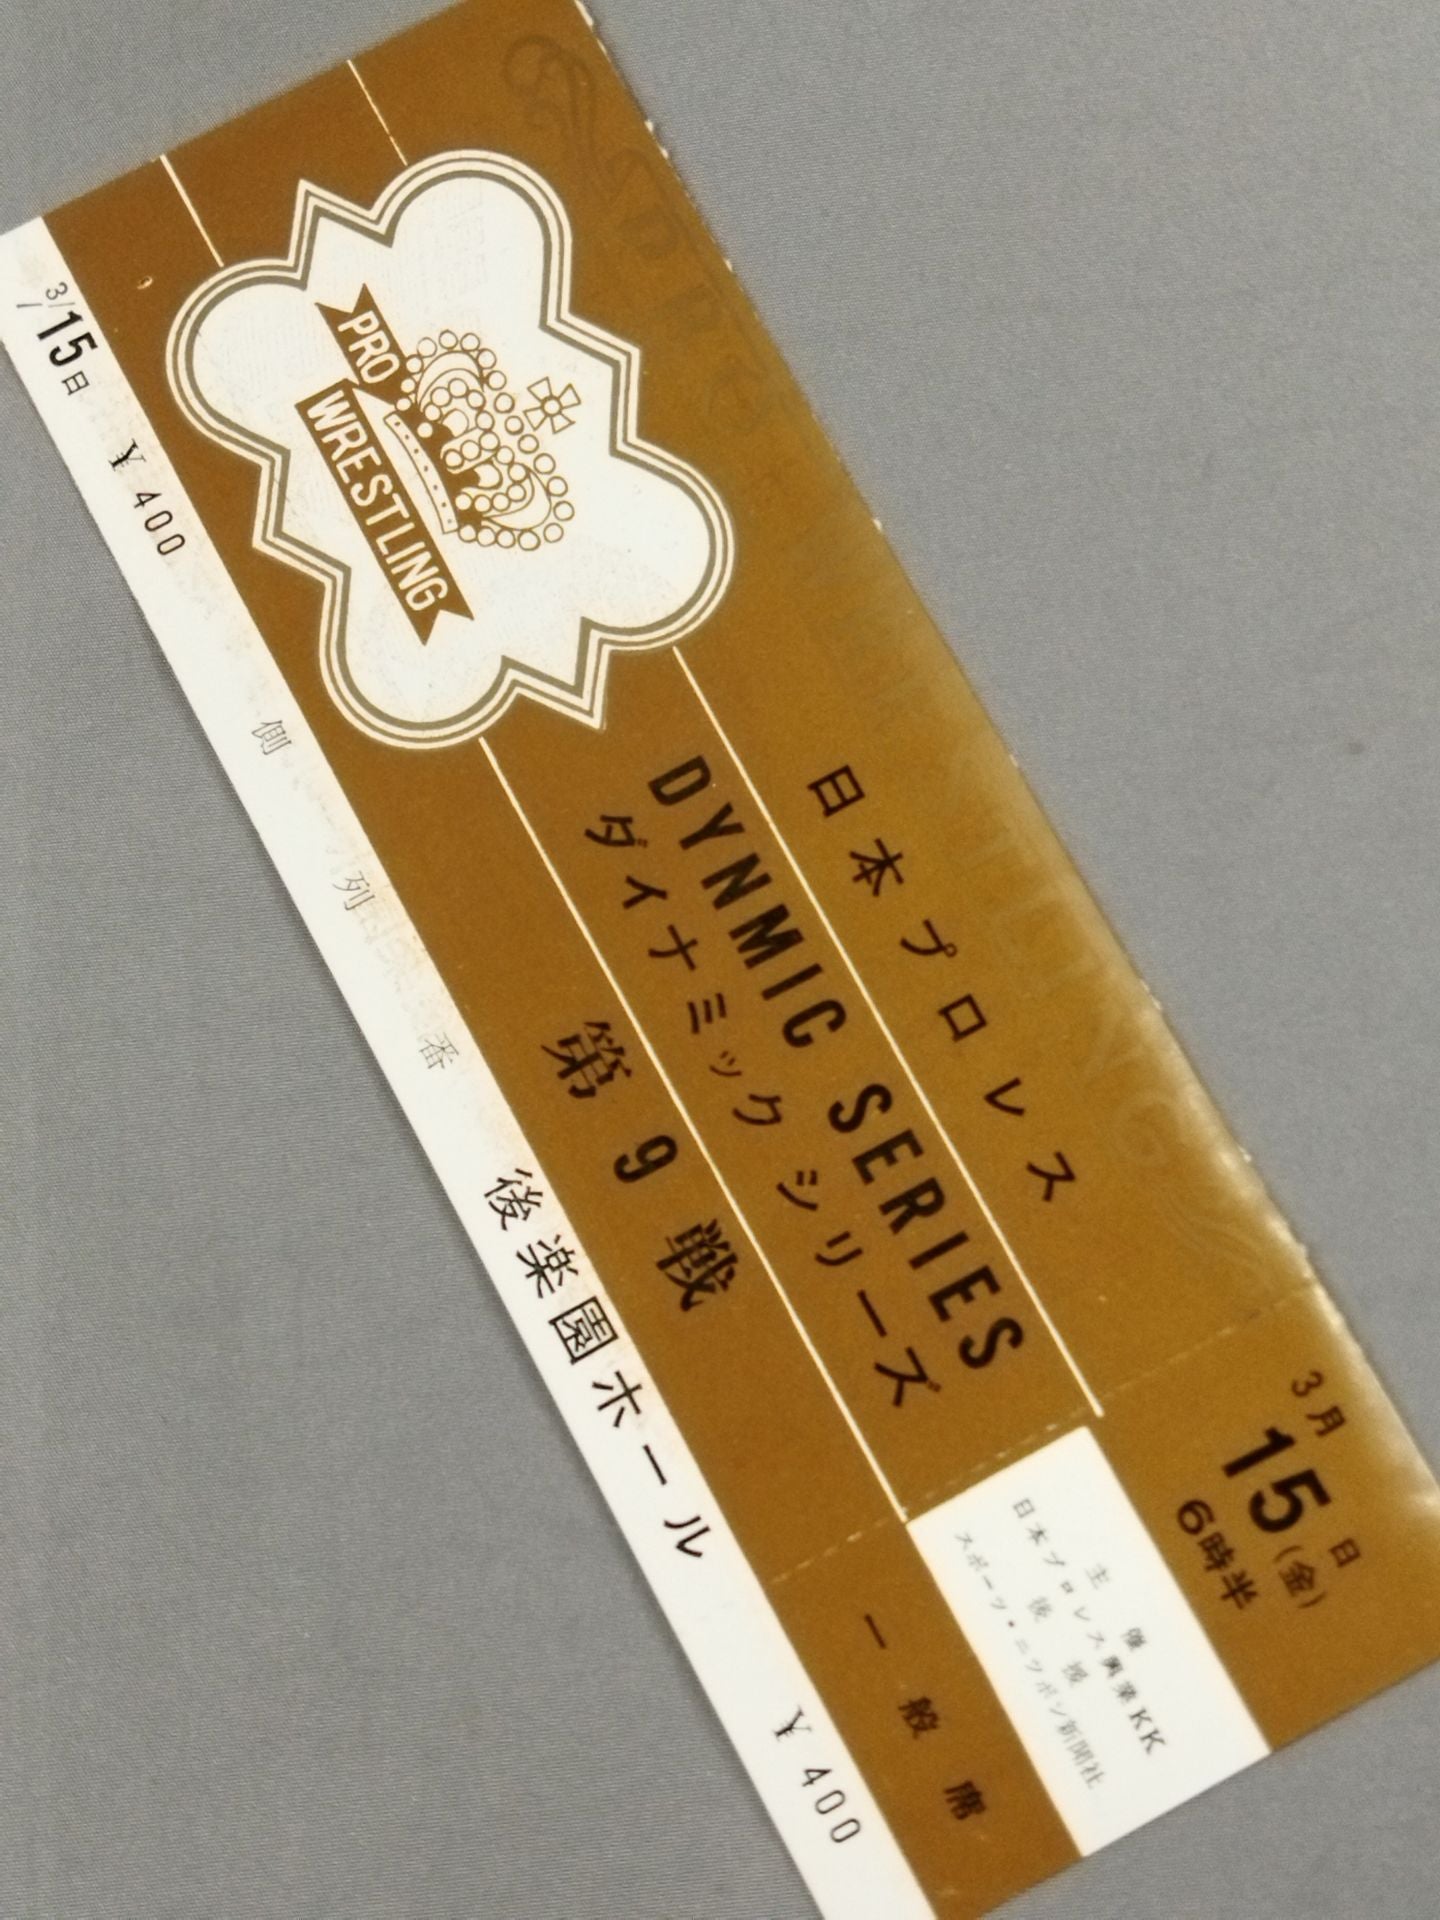 PRO
WRESTLING
日本プロレス
DYNMIC SERIES
ダイナミックシリーズ
第9戦
3月15日(金)
6時半
主催
日本プロレス興業KK
後援
スポーツ・ニッポン新聞社
一般席
3/15日 ¥400 側 列 番 後楽園ホール ¥400